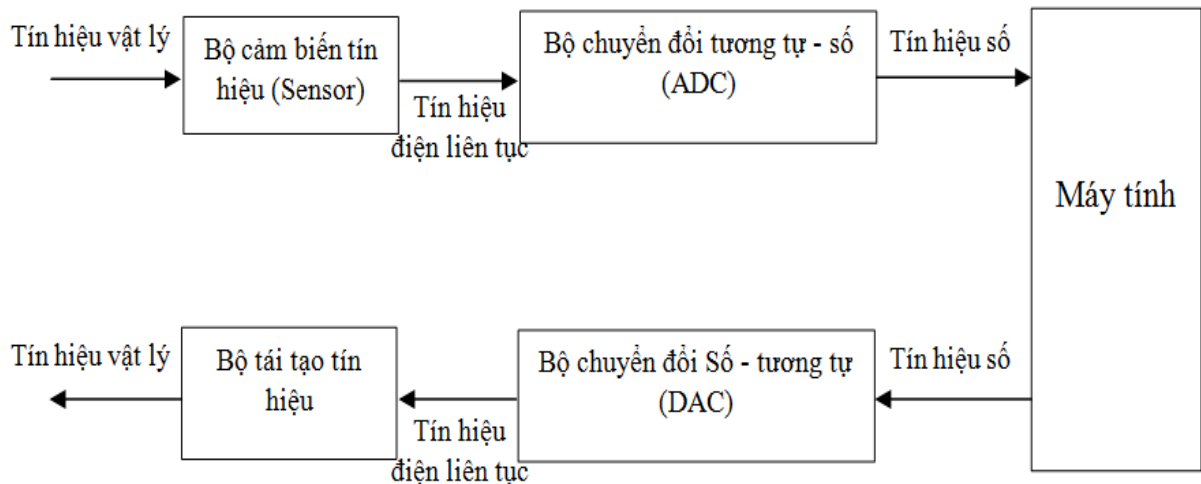 Tín hiệu vật lý
Bộ cảm biến tín
hiệu (Sensor)
Tín hiệu
điện liên tục
Bộ chuyển đổi tương tự - số
(ADC)
Tín hiệu số
Máy tính
Tín hiệu vật lý
Bộ tái tạo tín
hiệu
Tín hiệu
điện liên tục
Bộ chuyển đổi Số - tương tự
(DAC)
Tín hiệu số